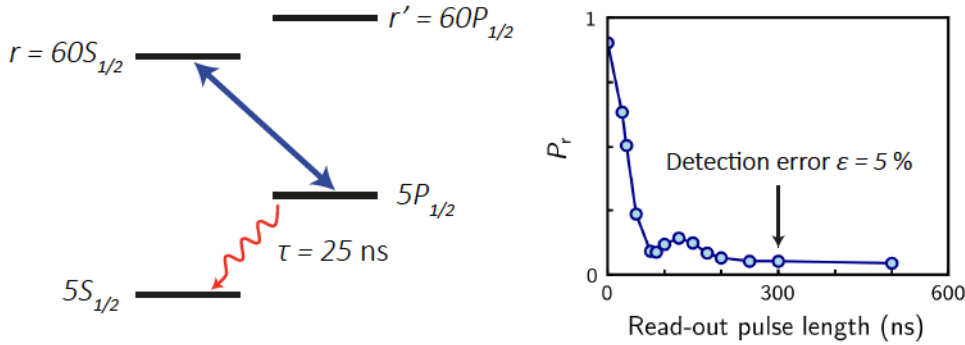 r' = 60P1/2
r = 60S1/2
5P1/2
τ = 25 ns
5S1/2
1
Pr
Detection error ε = 5 %
0
0
300
600
Read-out pulse length (ns)